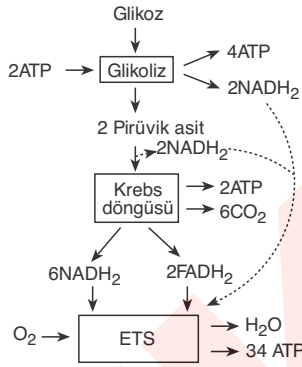 Glikoz
2ATP
Glikoliz
4ATP
2NADH₂
2 Pirüvik asit
2NADH₂
Krebs
döngüsü
2ATP
6CO₂
6NADH₂
2FADH₂
O₂
ETS
H₂O
34 ATP